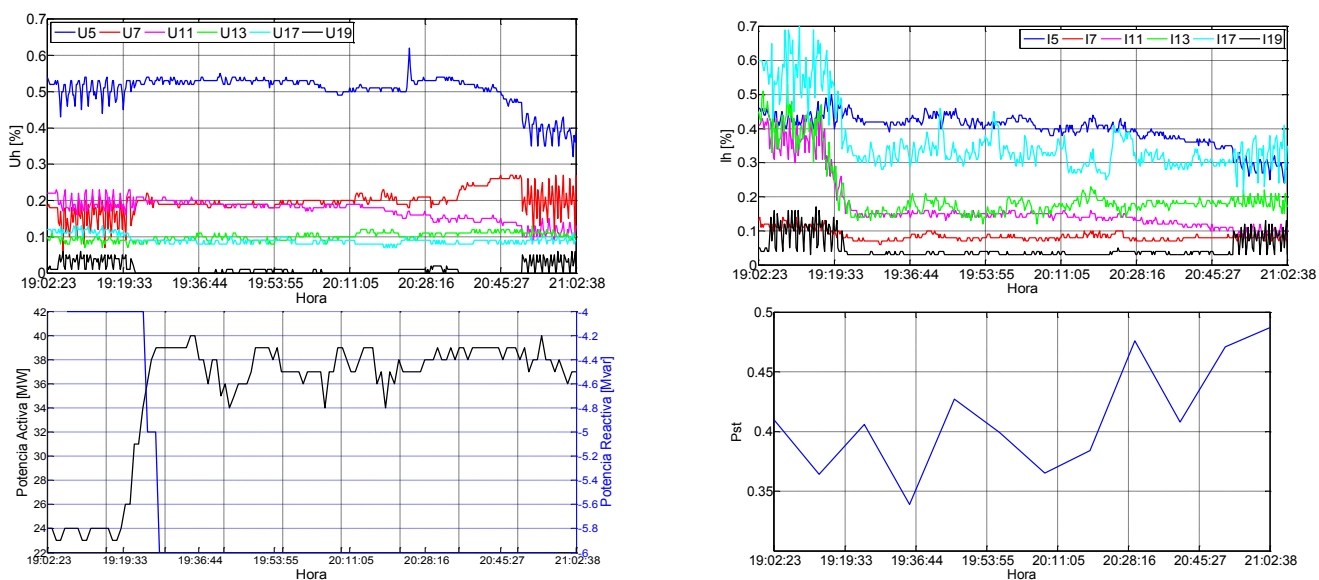 0.7
0.6
0.5
0.4
0.3
0.2
0.1
0
Uh [%]
U5 U7 U11 U13 U17 U19
19:02:23 19:19:33 19:36:44 19:53:55 20:11:05 20:28:16 20:45:27 21:02:38
Hora
0.7
0.6
0.5
0.4
0.3
0.2
0.1
0
Ih [%]
I5 I7 I11 I13 I17 I19
19:02:23 19:19:33 19:36:44 19:53:55 20:11:05 20:28:16 20:45:27 21:02:38
Hora
42
40
38
36
34
32
30
28
26
24
22
Potencia Activa [MW]
-4
-4.2
-4.4
-4.6
-4.8
-5
-5.2
-5.4
-5.6
-5.8
-6
Potencia Reactiva [Mvar]
19:02:23 19:19:33 19:36:44 19:53:55 20:11:05 20:28:16 20:45:27 21:02:38
Hora
0.5
0.45
0.4
0.35
Pst
19:02:23 19:19:33 19:36:44 19:53:55 20:11:05 20:28:16 20:45:27 21:02:38
Hora